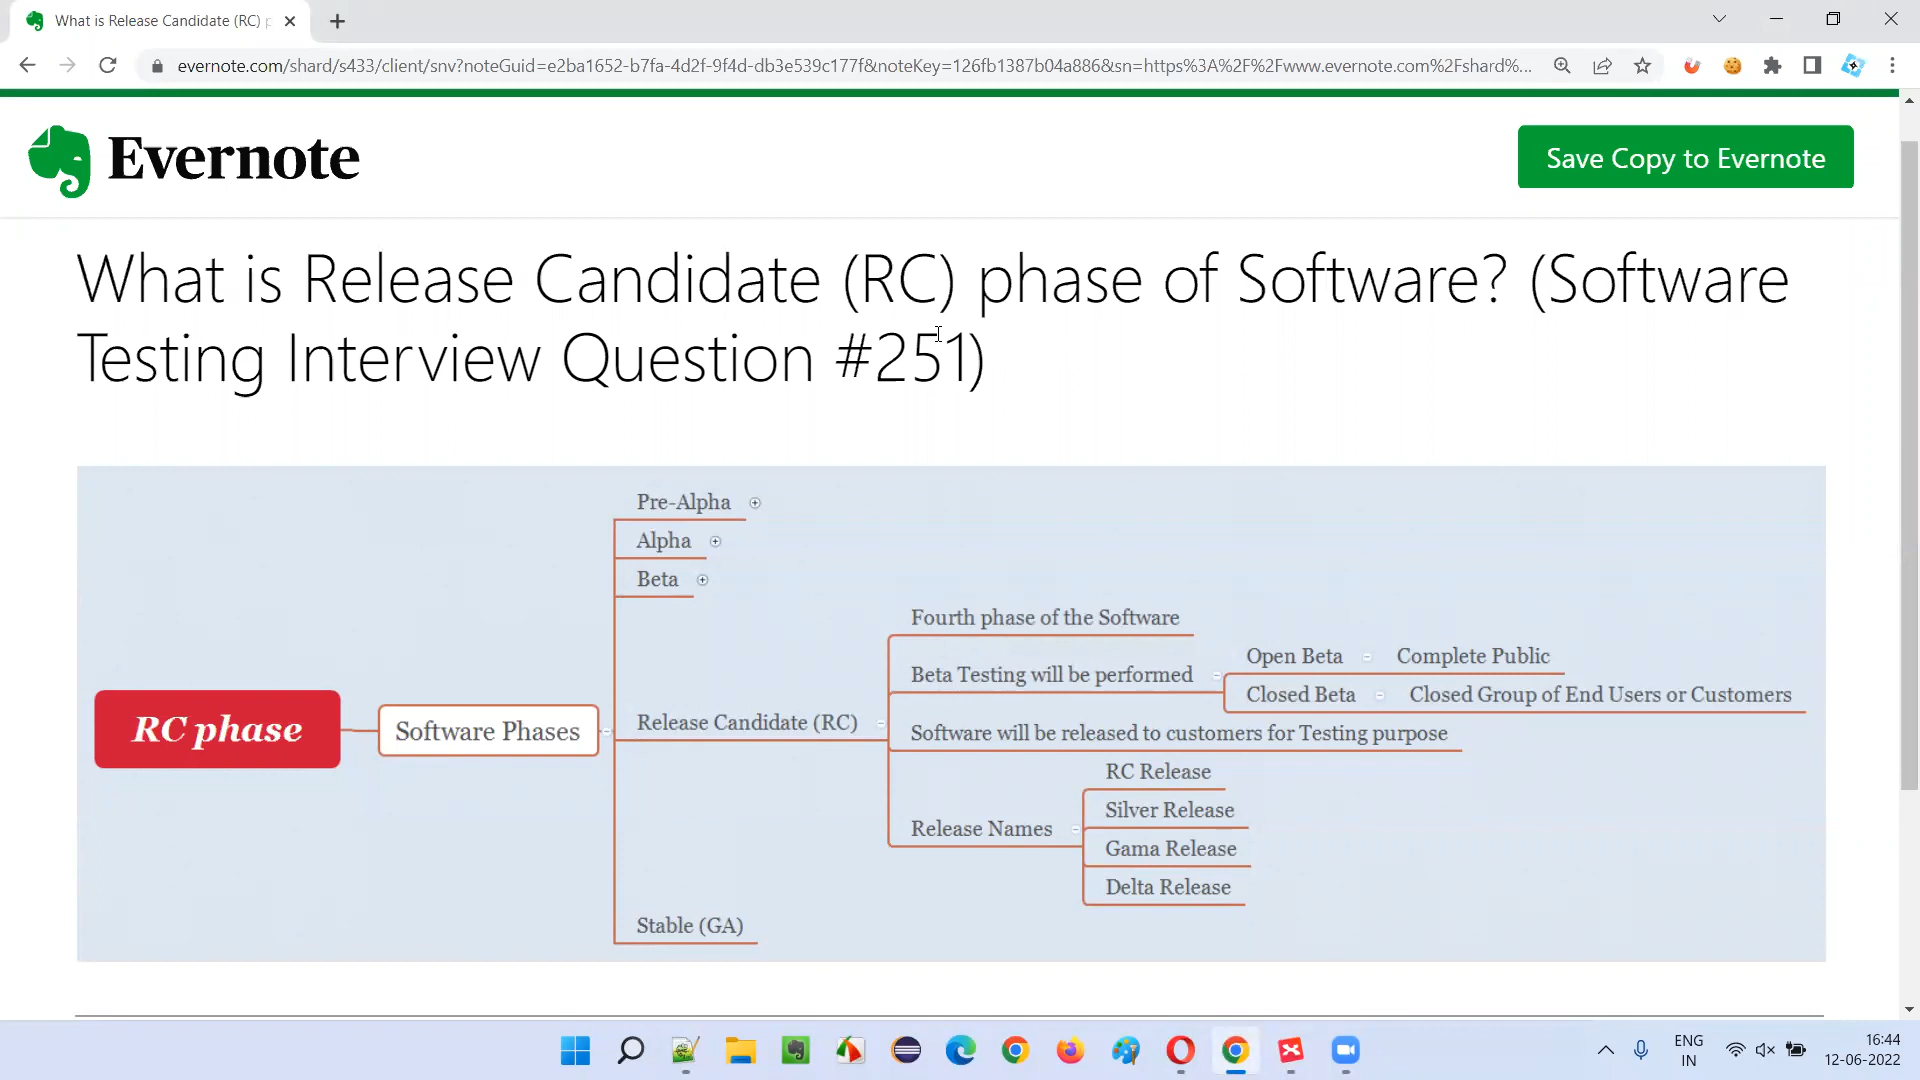 What is Release Candidate (RC) p
evernote.com/shard/s433/client/snv?noteGuid=e2ba1652-b7fa-4d2f-9f4d-db3e539c177f&noteKey=126fb1387b04a886&sn=https%3A%2F%2Fwww.evernote.com%2Fshard%...
Evernote
Save Copy to Evernote
What is Release Candidate (RC) phase of Software? (Software
Testing Interview Question #251)
Pre-Alpha
Alpha
Beta
Fourth phase of the Software
Open Beta
Complete Public
Beta Testing will be performed
Closed Beta
Closed Group of End Users or Customers
RC phase
Software Phases
Release Candidate (RC)
Software will be released to customers for Testing purpose
RC Release
Silver Release
Release Names
Gama Release
Delta Release
Stable (GA)
ENG
IN
16:44
12-06-2022